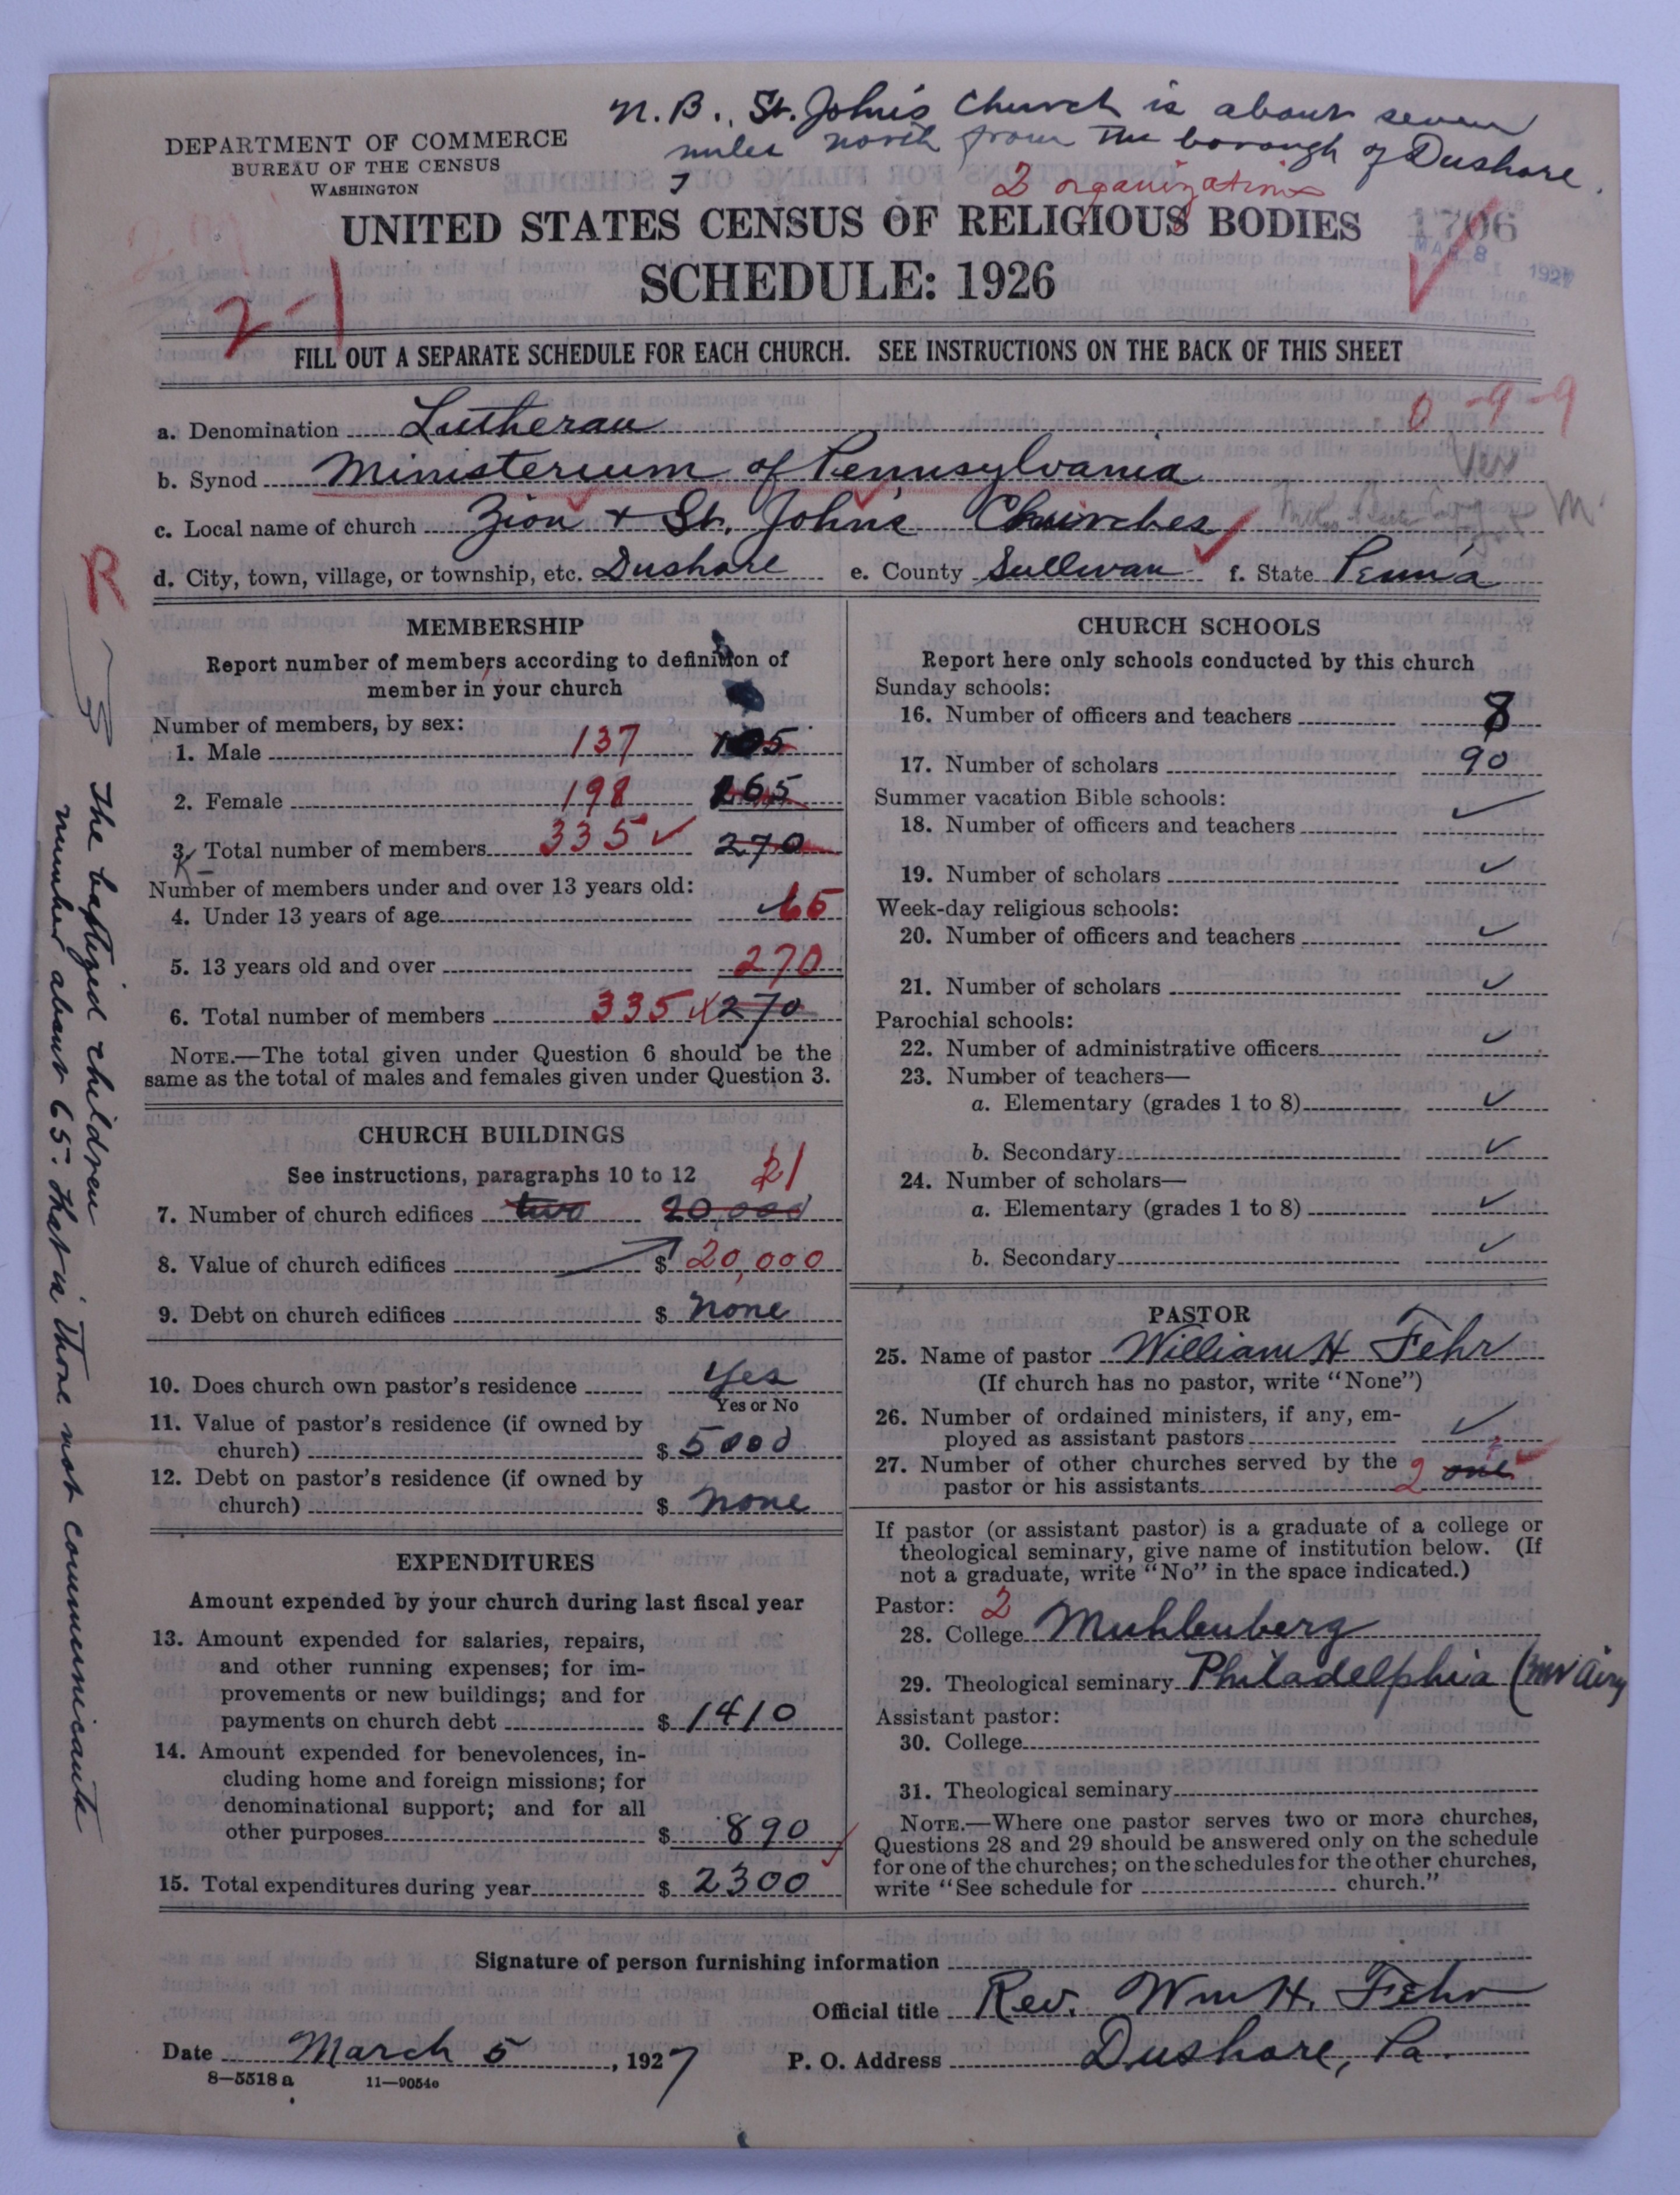 N.B., St. John's Church is about seven
miles north from the borough of Dushore.
DEPARTMENT OF COMMERCE
BUREAU OF THE CENSUS
WASHINGTON
2 organizations
UNITED STATES CENSUS OF RELIGIOUS BODIES
1706
MAR 8 1927
SCHEDULE: 1926
2-1
FILL OUT A SEPARATE SCHEDULE FOR EACH CHURCH. SEE INSTRUCTIONS ON THE BACK OF THIS SHEET
0-9-9
a. Denomination Lutheran
b. Synod Ministerium of Pennsylvania
c. Local name of church Zion + St. John's Churches
d. City, town, village, or township, etc. Dushore e. County Sullivan f. State Penn'a
R
MEMBERSHIP
Report number of members according to definition of
member in your church
Number of members, by sex:
1. Male 137 105
2. Female 198 165
3. Total number of members 335 270
Number of members under and over 13 years old:
4. Under 13 years of age 65
5. 13 years old and over 270
6. Total number of members 335 270
NOTE.—The total given under Question 6 should be the
same as the total of males and females given under Question 3.
CHURCH BUILDINGS
See instructions, paragraphs 10 to 12
7. Number of church edifices two 20,000
8. Value of church edifices $ 20,000
9. Debt on church edifices $ none
10. Does church own pastor's residence Yes
Yes or No
11. Value of pastor's residence (if owned by
church) $ 5000
12. Debt on pastor's residence (if owned by
church) $ none
EXPENDITURES
Amount expended by your church during last fiscal year
13. Amount expended for salaries, repairs,
and other running expenses; for im-
provements or new buildings; and for
payments on church debt $ 1410
14. Amount expended for benevolences, in-
cluding home and foreign missions; for
denominational support; and for all
other purposes $ 890
15. Total expenditures during year $ 2300
The baptized children
number about 65: that is those not communicants
CHURCH SCHOOLS
Report here only schools conducted by this church
Sunday schools:
16. Number of officers and teachers 8
17. Number of scholars 90
Summer vacation Bible schools:
18. Number of officers and teachers ✓
19. Number of scholars ✓
Week-day religious schools:
20. Number of officers and teachers ✓
21. Number of scholars ✓
Parochial schools:
22. Number of administrative officers ✓
23. Number of teachers—
a. Elementary (grades 1 to 8) ✓
b. Secondary ✓
24. Number of scholars—
a. Elementary (grades 1 to 8) ✓
b. Secondary ✓
PASTOR
25. Name of pastor William H Fehr
(If church has no pastor, write "None")
26. Number of ordained ministers, if any, em-
ployed as assistant pastors ✓
27. Number of other churches served by the
pastor or his assistants 2 one
If pastor (or assistant pastor) is a graduate of a college or
theological seminary, give name of institution below. (If
not a graduate, write "No" in the space indicated.)
Pastor: 2
28. College Muhlenberg
29. Theological seminary Philadelphia (Mt Airy
Assistant pastor:
30. College
31. Theological seminary
NOTE.—Where one pastor serves two or more churches,
Questions 28 and 29 should be answered only on the schedule
for one of the churches; on the schedules for the other churches,
write "See schedule for church."
Signature of person furnishing information
Official title Rev. Wm H. Fehr
Date March 5, 1927 P. O. Address Dushore, Pa.
8—5518 a 11—9054c